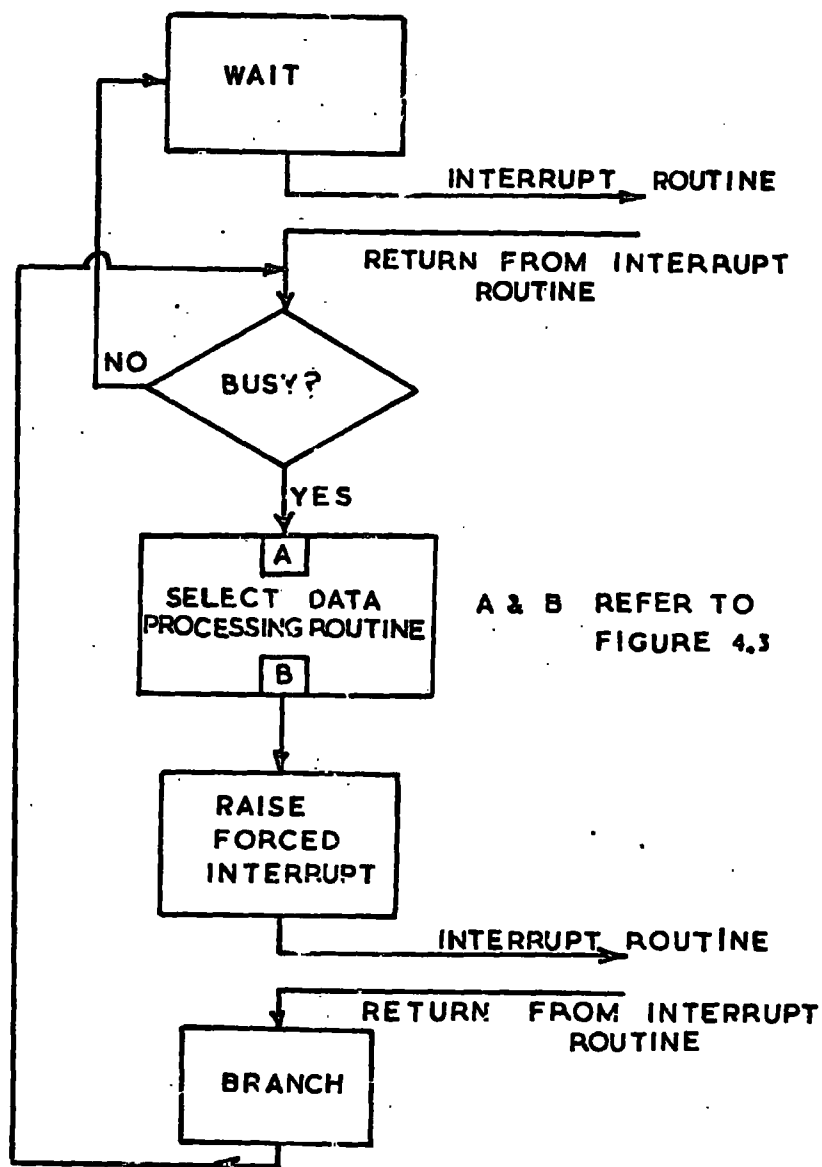 WAIT
INTERRUPT ROUTINE
RETURN FROM INTERRUPT
ROUTINE
NO
BUSY?
YES
A
SELECT DATA
PROCESSING ROUTINE
B
A & B REFER TO
FIGURE 4.3
RAISE
FORCED
INTERRUPT
INTERRUPT ROUTINE
RETURN FROM INTERRUPT
ROUTINE
BRANCH